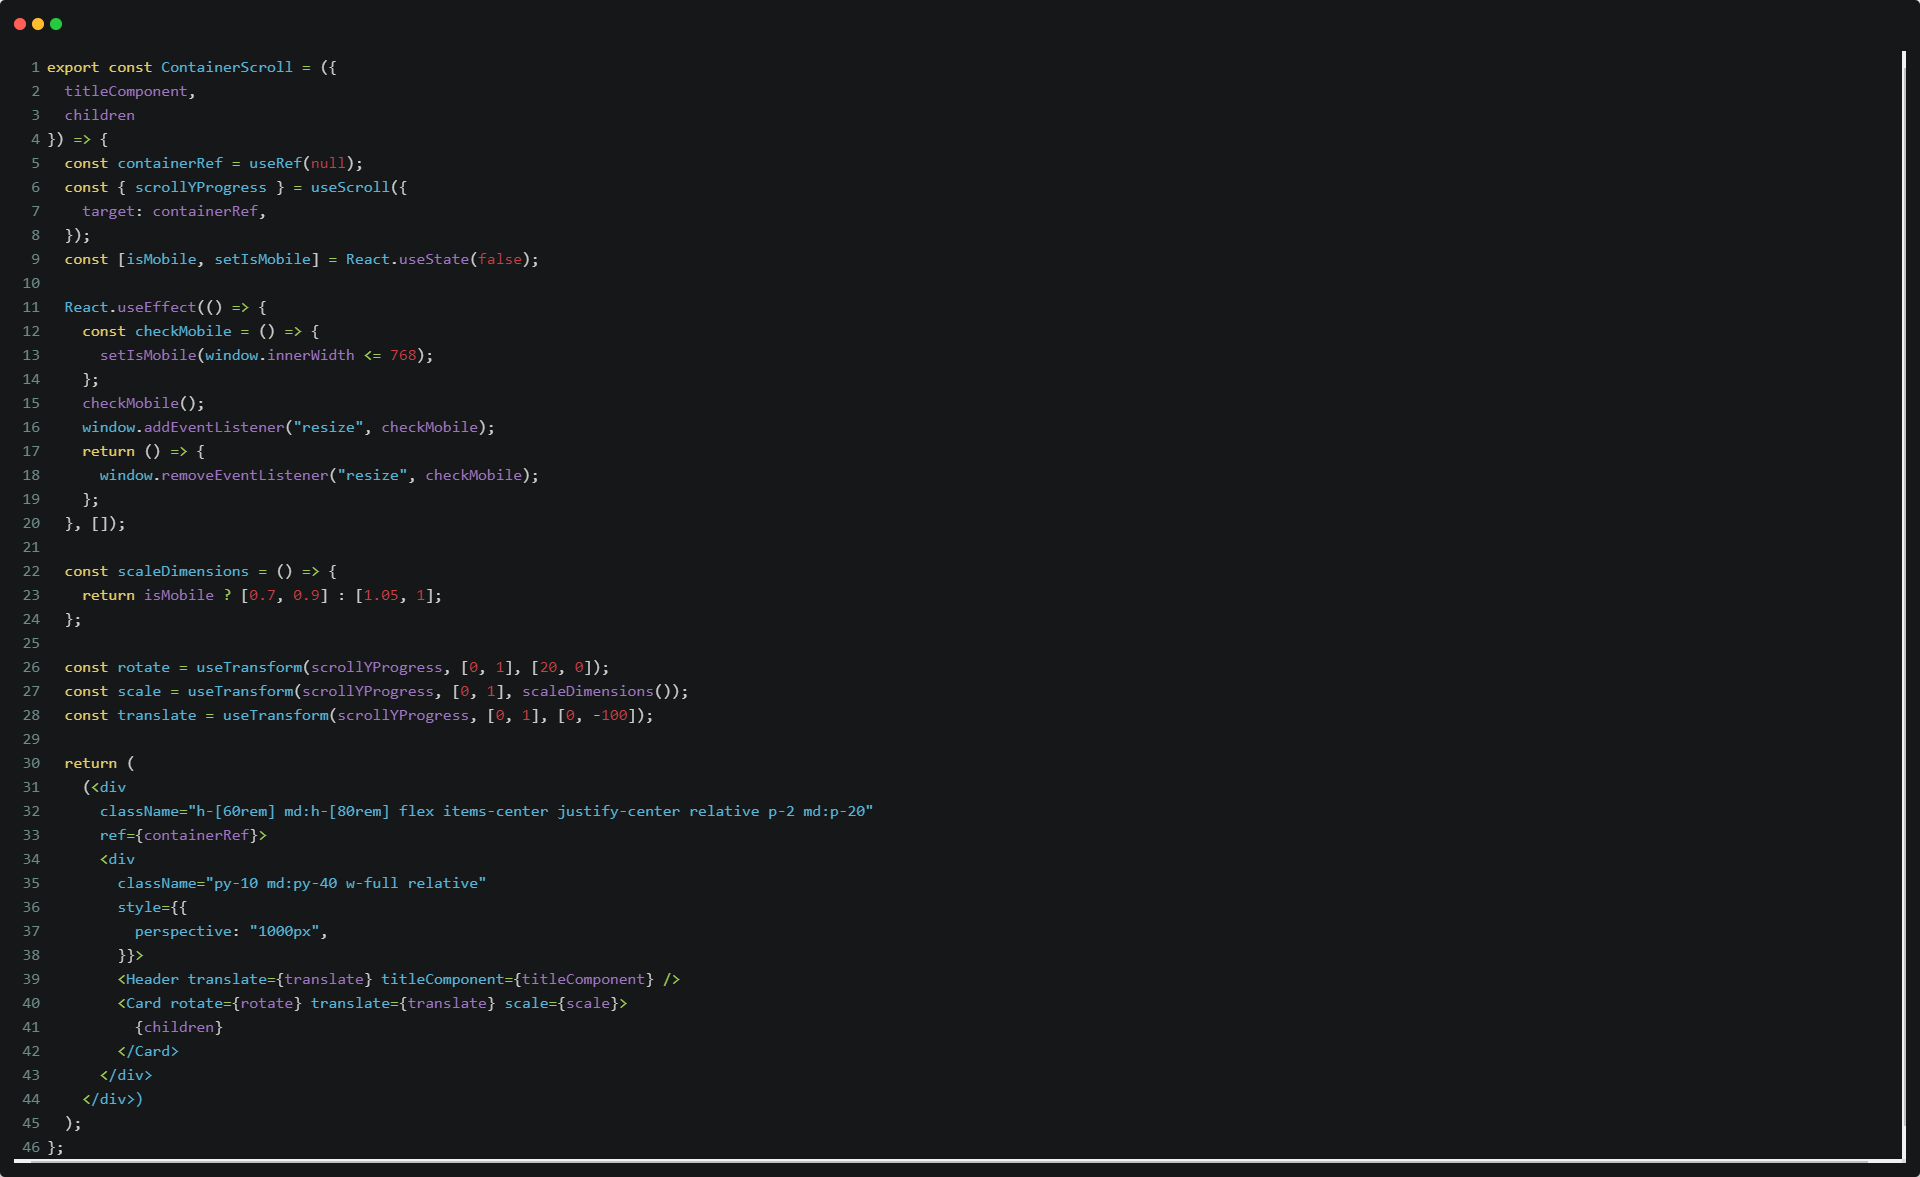 1 export const ContainerScroll = ({
2   titleComponent,
3   children
4 }) => {
5   const containerRef = useRef(null);
6   const { scrollYProgress } = useScroll({
7     target: containerRef,
8   });
9   const [isMobile, setIsMobile] = React.useState(false);
10
11   React.useEffect(() => {
12     const checkMobile = () => {
13       setIsMobile(window.innerWidth <= 768);
14     };
15     checkMobile();
16     window.addEventListener("resize", checkMobile);
17     return () => {
18       window.removeEventListener("resize", checkMobile);
19     };
20   }, []);
21
22   const scaleDimensions = () => {
23     return isMobile ? [0.7, 0.9] : [1.05, 1];
24   };
25
26   const rotate = useTransform(scrollYProgress, [0, 1], [20, 0]);
27   const scale = useTransform(scrollYProgress, [0, 1], scaleDimensions());
28   const translate = useTransform(scrollYProgress, [0, 1], [0, -100]);
29
30   return (
31     (<div
32       className="h-[60rem] md:h-[80rem] flex items-center justify-center relative p-2 md:p-20"
33       ref={containerRef}>
34       <div
35         className="py-10 md:py-40 w-full relative"
36         style={{
37           perspective: "1000px",
38         }}>
39         <Header translate={translate} titleComponent={titleComponent} />
40         <Card rotate={rotate} translate={translate} scale={scale}>
41           {children}
42         </Card>
43       </div>
44     </div>)
45   );
46 };